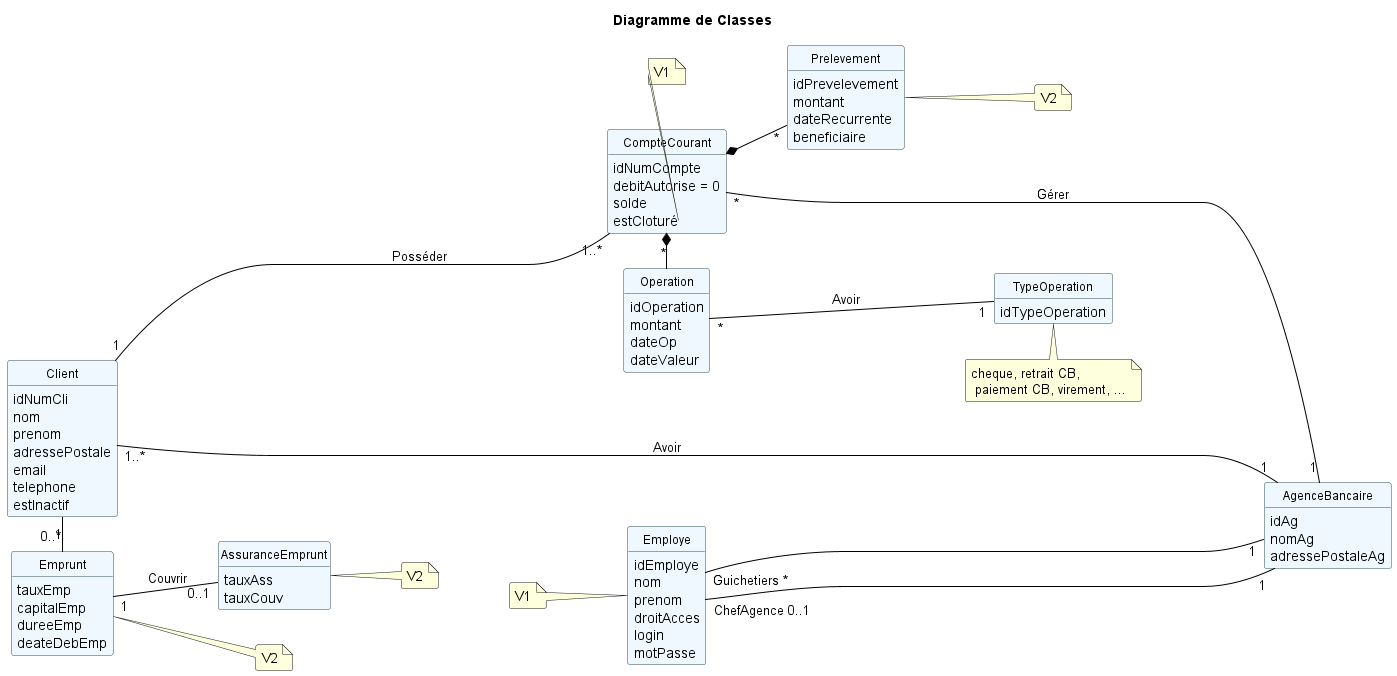 Diagramme de Classes
V1
Prelevement
idPrevelevement
montant
dateRecurrente
beneficiaire
V2
CompteCourant
idNumCompte
debitAutorise = 0
solde
estCloturé
*
*
Gérer
1..*
*
Posséder
1
Operation
idOperation
montant
dateOp
dateValeur
*
Avoir
1
TypeOperation
idTypeOperation
cheque, retrait CB,
paiement CB, virement, ...
Client
idNumCli
nom
prenom
adressePostale
email
telephone
estInactif
1..*
Avoir
1
1
AgenceBancaire
idAg
nomAg
adressePostaleAg
0..1
Emprunt
tauxEmp
capitalEmp
dureeEmp
deateDebEmp
Couvrir
1
0..1
AssuranceEmprunt
tauxAss
tauxCouv
V2
V2
V1
Employe
idEmploye
nom
prenom
droitAcces
login
motPasse
Guichetiers *
1
ChefAgence 0..1
1